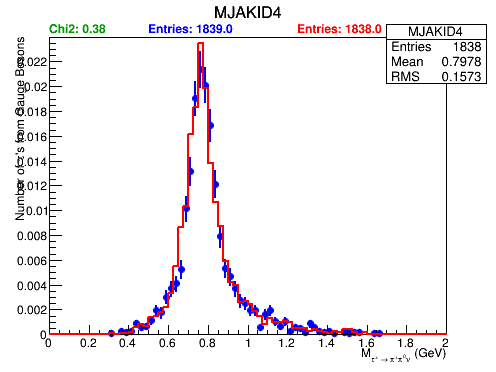 MJAKID4
Chi2: 0.38 Entries: 1839.0 Entries: 1838.0
MJAKID4
Entries 1838
Mean 0.7978
RMS 0.1573
Number of τ's from Gauge Bosons
0.022
0.02
0.018
0.016
0.014
0.012
0.01
0.008
0.006
0.004
0.002
0
0 0.2 0.4 0.6 0.8 1 1.2 1.4 1.6 1.8 2
M τ⁺ → π⁺π⁰ν (GeV)